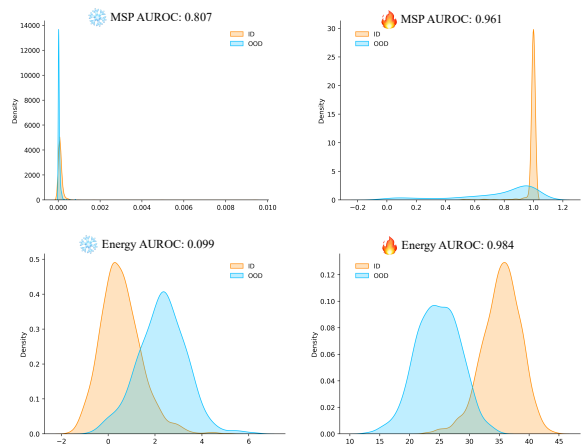 MSP AUROC: 0.807
14000
12000
10000
8000
6000
4000
2000
0
Density
ID
OOD
0.000 0.002 0.004 0.006 0.008 0.010
MSP AUROC: 0.961
30
25
20
15
10
5
0
Density
ID
OOD
−0.2 0.0 0.2 0.4 0.6 0.8 1.0 1.2
Energy AUROC: 0.099
0.5
0.4
0.3
0.2
0.1
0.0
Density
ID
OOD
−2 0 2 4 6
Energy AUROC: 0.984
0.12
0.10
0.08
0.06
0.04
0.02
0.00
Density
ID
OOD
10 15 20 25 30 35 40 45